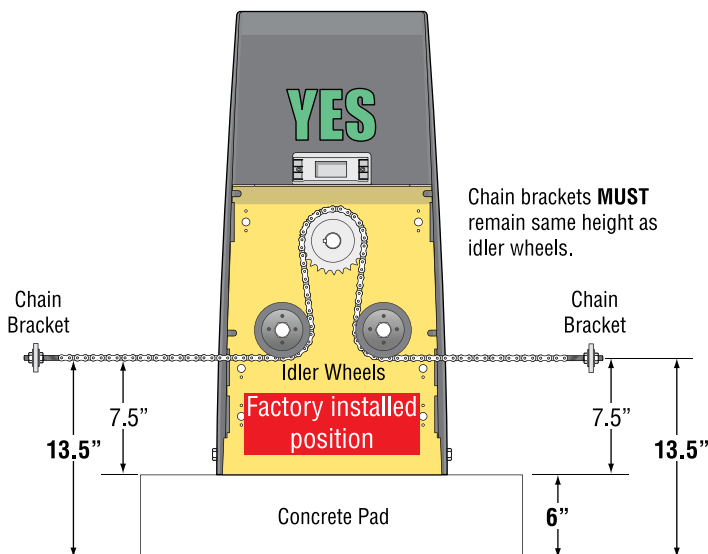 YES
Chain brackets MUST
remain same height as
idler wheels.
Chain
Bracket
Chain
Bracket
Idler Wheels
Factory installed
position
7.5”
13.5”
7.5”
13.5”
6”
Concrete Pad